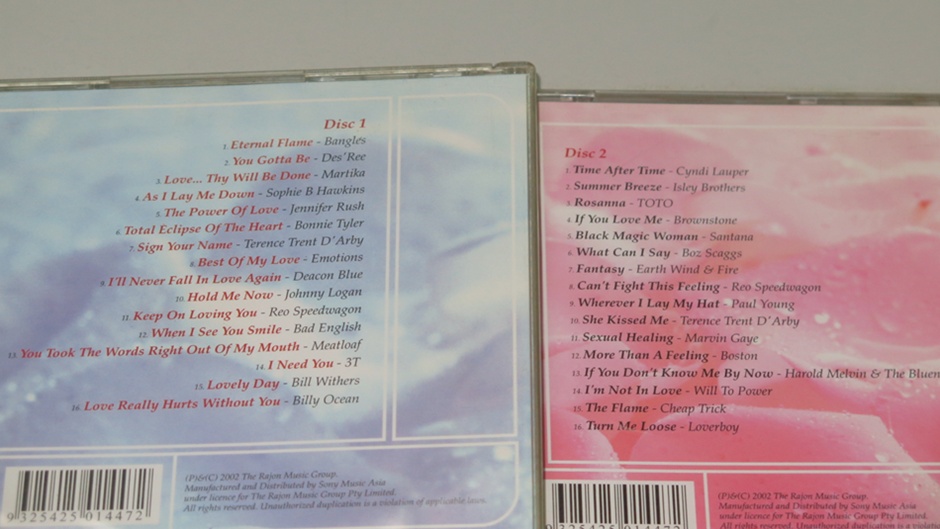 Disc 1
1. Eternal Flame - Bangles
2. You Gotta Be - Des'Ree
3. Love... Thy Will Be Done - Martika
4. As I Lay Me Down - Sophie B Hawkins
5. The Power Of Love - Jennifer Rush
6. Total Eclipse Of The Heart - Bonnie Tyler
7. Sign Your Name - Terence Trent D'Arby
8. Best Of My Love - Emotions
9. I'll Never Fall In Love Again - Deacon Blue
10. Hold Me Now - Johnny Logan
11. Keep On Loving You - Reo Speedwagon
12. When I See You Smile - Bad English
13. You Took The Words Right Out Of My Mouth - Meatloaf
14. I Need You - 3T
15. Lovely Day - Bill Withers
16. Love Really Hurts Without You - Billy Ocean
(P)&(C) 2002 The Rajon Music Group.
Manufactured and Distributed by Sony Music Asia
under licence for The Rajon Music Group Pty Limited.
All rights reserved. Unauthorized duplication is a violation of applicable laws.
9 325425 014472
Disc 2
1. Time After Time - Cyndi Lauper
2. Summer Breeze - Isley Brothers
3. Rosanna - TOTO
4. If You Love Me - Brownstone
5. Black Magic Woman - Santana
6. What Can I Say - Boz Scaggs
7. Fantasy - Earth Wind & Fire
8. Can't Fight This Feeling - Reo Speedwagon
9. Wherever I Lay My Hat - Paul Young
10. She Kissed Me - Terence Trent D'Arby
11. Sexual Healing - Marvin Gaye
12. More Than A Feeling - Boston
13. If You Don't Know Me By Now - Harold Melvin & The Bluen
14. I'm Not In Love - Will To Power
15. The Flame - Cheap Trick
16. Turn Me Loose - Loverboy
(P)&(C) 2002 The Rajon Music Group.
Manufactured and Distributed by Sony Music Asia
under licence for The Rajon Music Group Pty Limited.
All rights reserved. Unauthorized duplication is a violatio